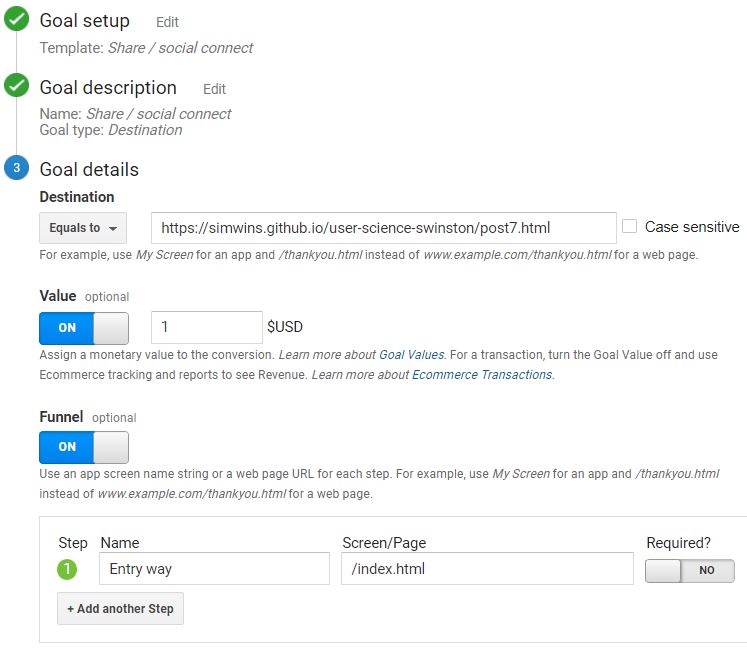 Goal setup Edit
Template: Share / social connect
Goal description Edit
Name: Share / social connect
Goal type: Destination
3 Goal details
Destination
Equals to https://simwins.github.io/user-science-swinston/post7.html Case sensitive
For example, use My Screen for an app and /thankyou.html instead of www.example.com/thankyou.html for a web page.
Value optional
ON 1 $USD
Assign a monetary value to the conversion. Learn more about Goal Values. For a transaction, turn the Goal Value off and use
Ecommerce tracking and reports to see Revenue. Learn more about Ecommerce Transactions.
Funnel optional
ON
Use an app screen name string or a web page URL for each step. For example, use My Screen for an app and /thankyou.html
instead of www.example.com/thankyou.html for a web page.
Step Name Screen/Page Required?
1 Entry way /index.html NO
+ Add another Step